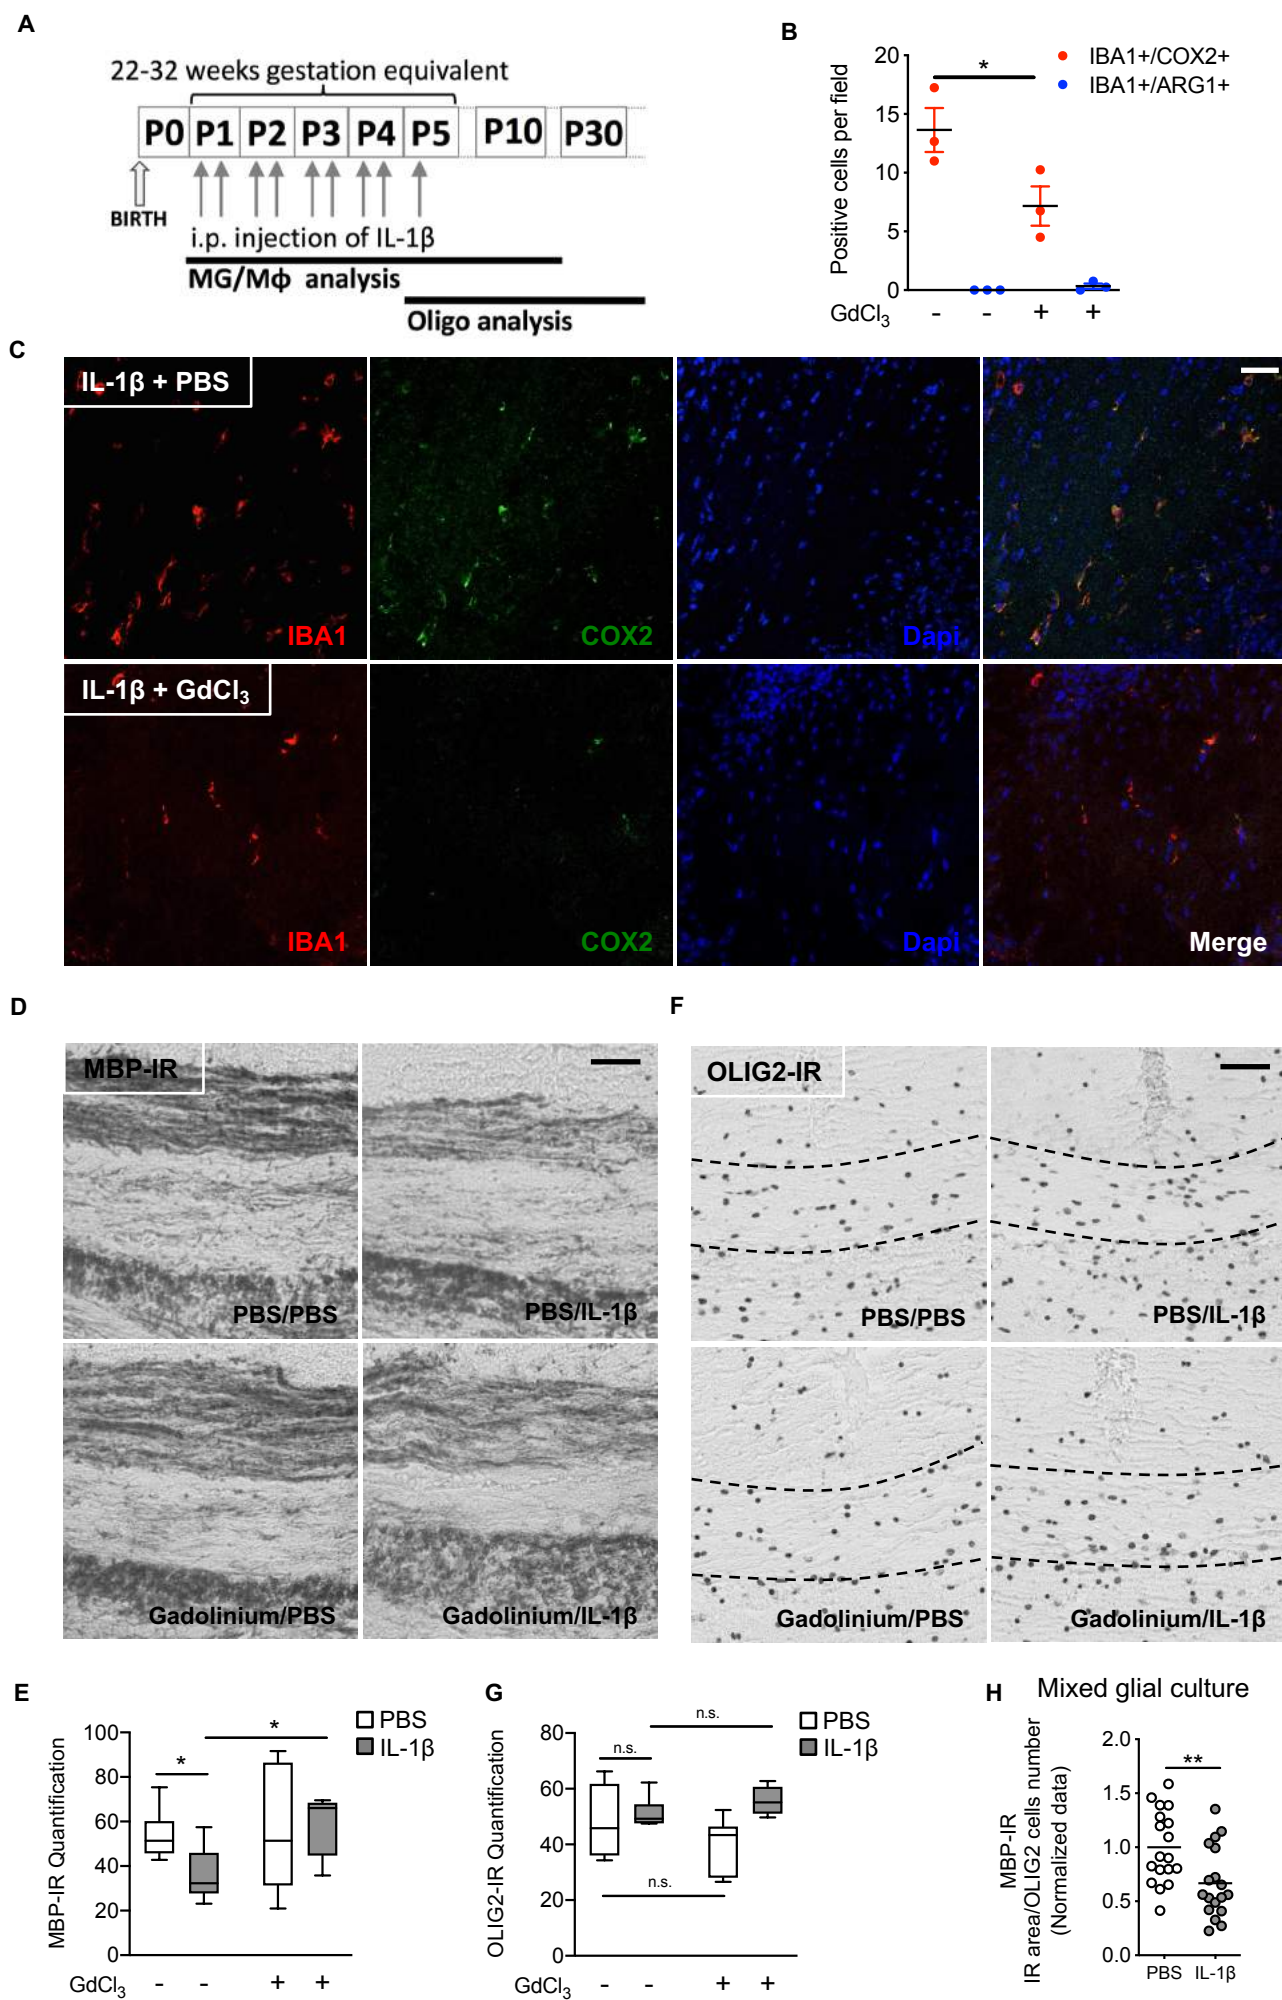 A
22-32 weeks gestation equivalent
P0 P1 P2 P3 P4 P5 P10 P30
BIRTH
i.p. injection of IL-1β
MG/MΦ analysis
Oligo analysis
B
Positive cells per field
20
15
10
5
0
*
IBA1+/COX2+
IBA1+/ARG1+
GdCl₃ - - + +
C
IL-1β + PBS
IBA1 COX2 Dapi
IL-1β + GdCl₃
IBA1 COX2 Dapi Merge
D
MBP-IR
PBS/PBS PBS/IL-1β
Gadolinium/PBS Gadolinium/IL-1β
F
OLIG2-IR
PBS/PBS PBS/IL-1β
Gadolinium/PBS Gadolinium/IL-1β
E
MBP-IR Quantification
100
80
60
40
20
0
*
*
PBS
IL-1β
GdCl₃ - - + +
G
OLIG2-IR Quantification
80
60
40
20
0
n.s.
n.s.
n.s.
PBS
IL-1β
GdCl₃ - - + +
H Mixed glial culture
MBP-IR
IR area/OLIG2 cells number
(Normalized data)
2.0
1.5
1.0
0.5
0.0
**
PBS IL-1β